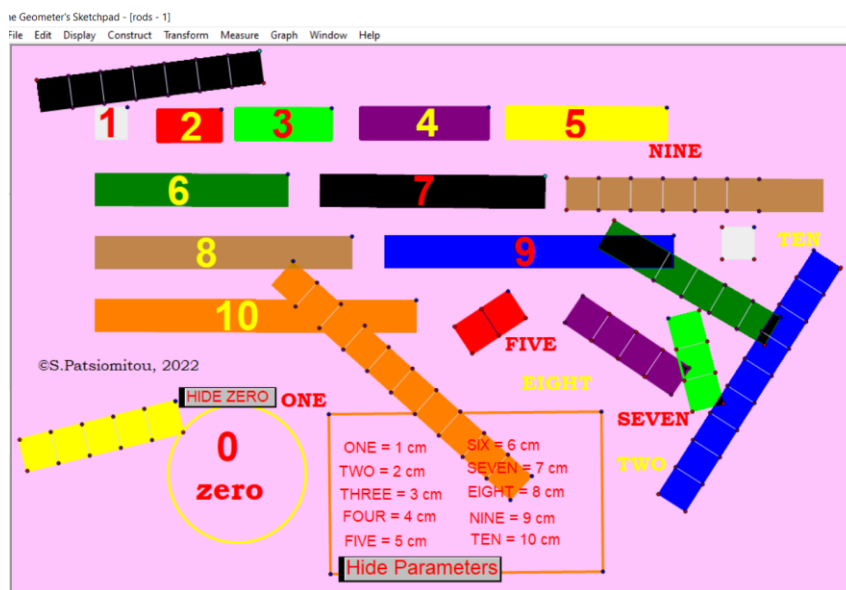 he Geometer's Sketchpad - [rods - 1]
File Edit Display Construct Transform Measure Graph Window Help
1 2 3 4 5
NINE
6 7
TEN
8 9
10
FIVE
©S.Patsiomitou, 2022
EIGHT
HIDE ZERO ONE
SEVEN
0
zero
TWO
ONE = 1 cm
SIX = 6 cm
TWO = 2 cm
SEVEN = 7 cm
THREE = 3 cm
EIGHT = 8 cm
FOUR = 4 cm
NINE = 9 cm
FIVE = 5 cm
TEN = 10 cm
Hide Parameters